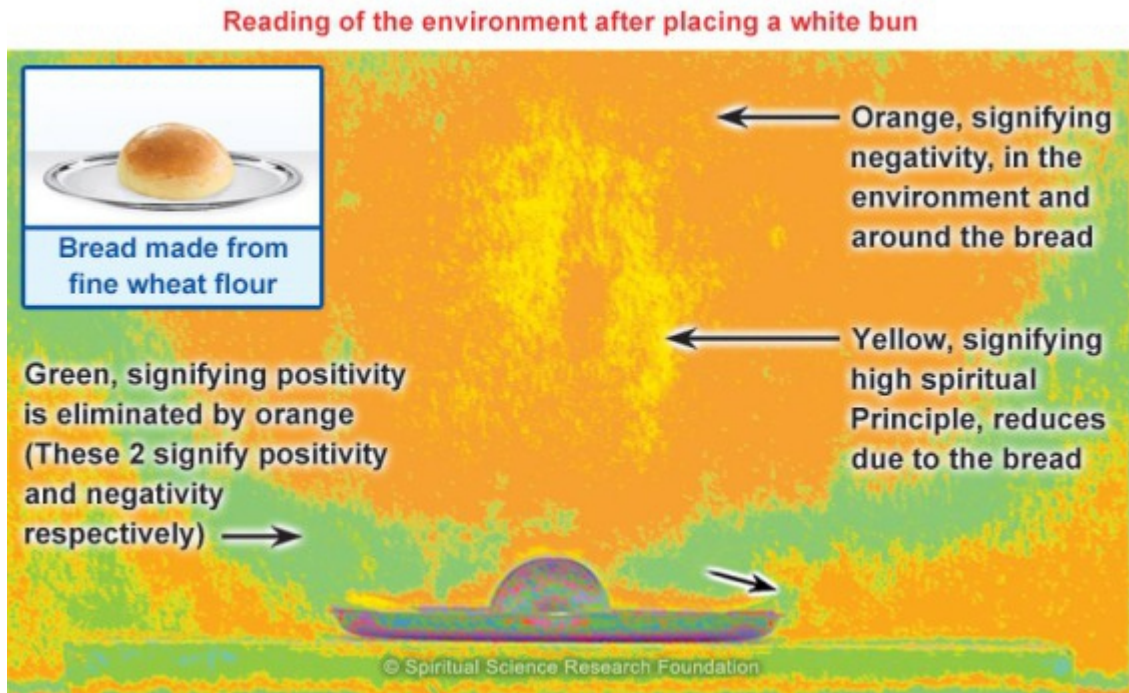 Reading of the environment after placing a white bun
Bread made from
fine wheat flour
Orange, signifying
negativity, in the
environment and
around the bread
Yellow, signifying
high spiritual
Principle, reduces
due to the bread
Green, signifying positivity
is eliminated by orange
(These 2 signify positivity
and negativity
respectively)
© Spiritual Science Research Foundation